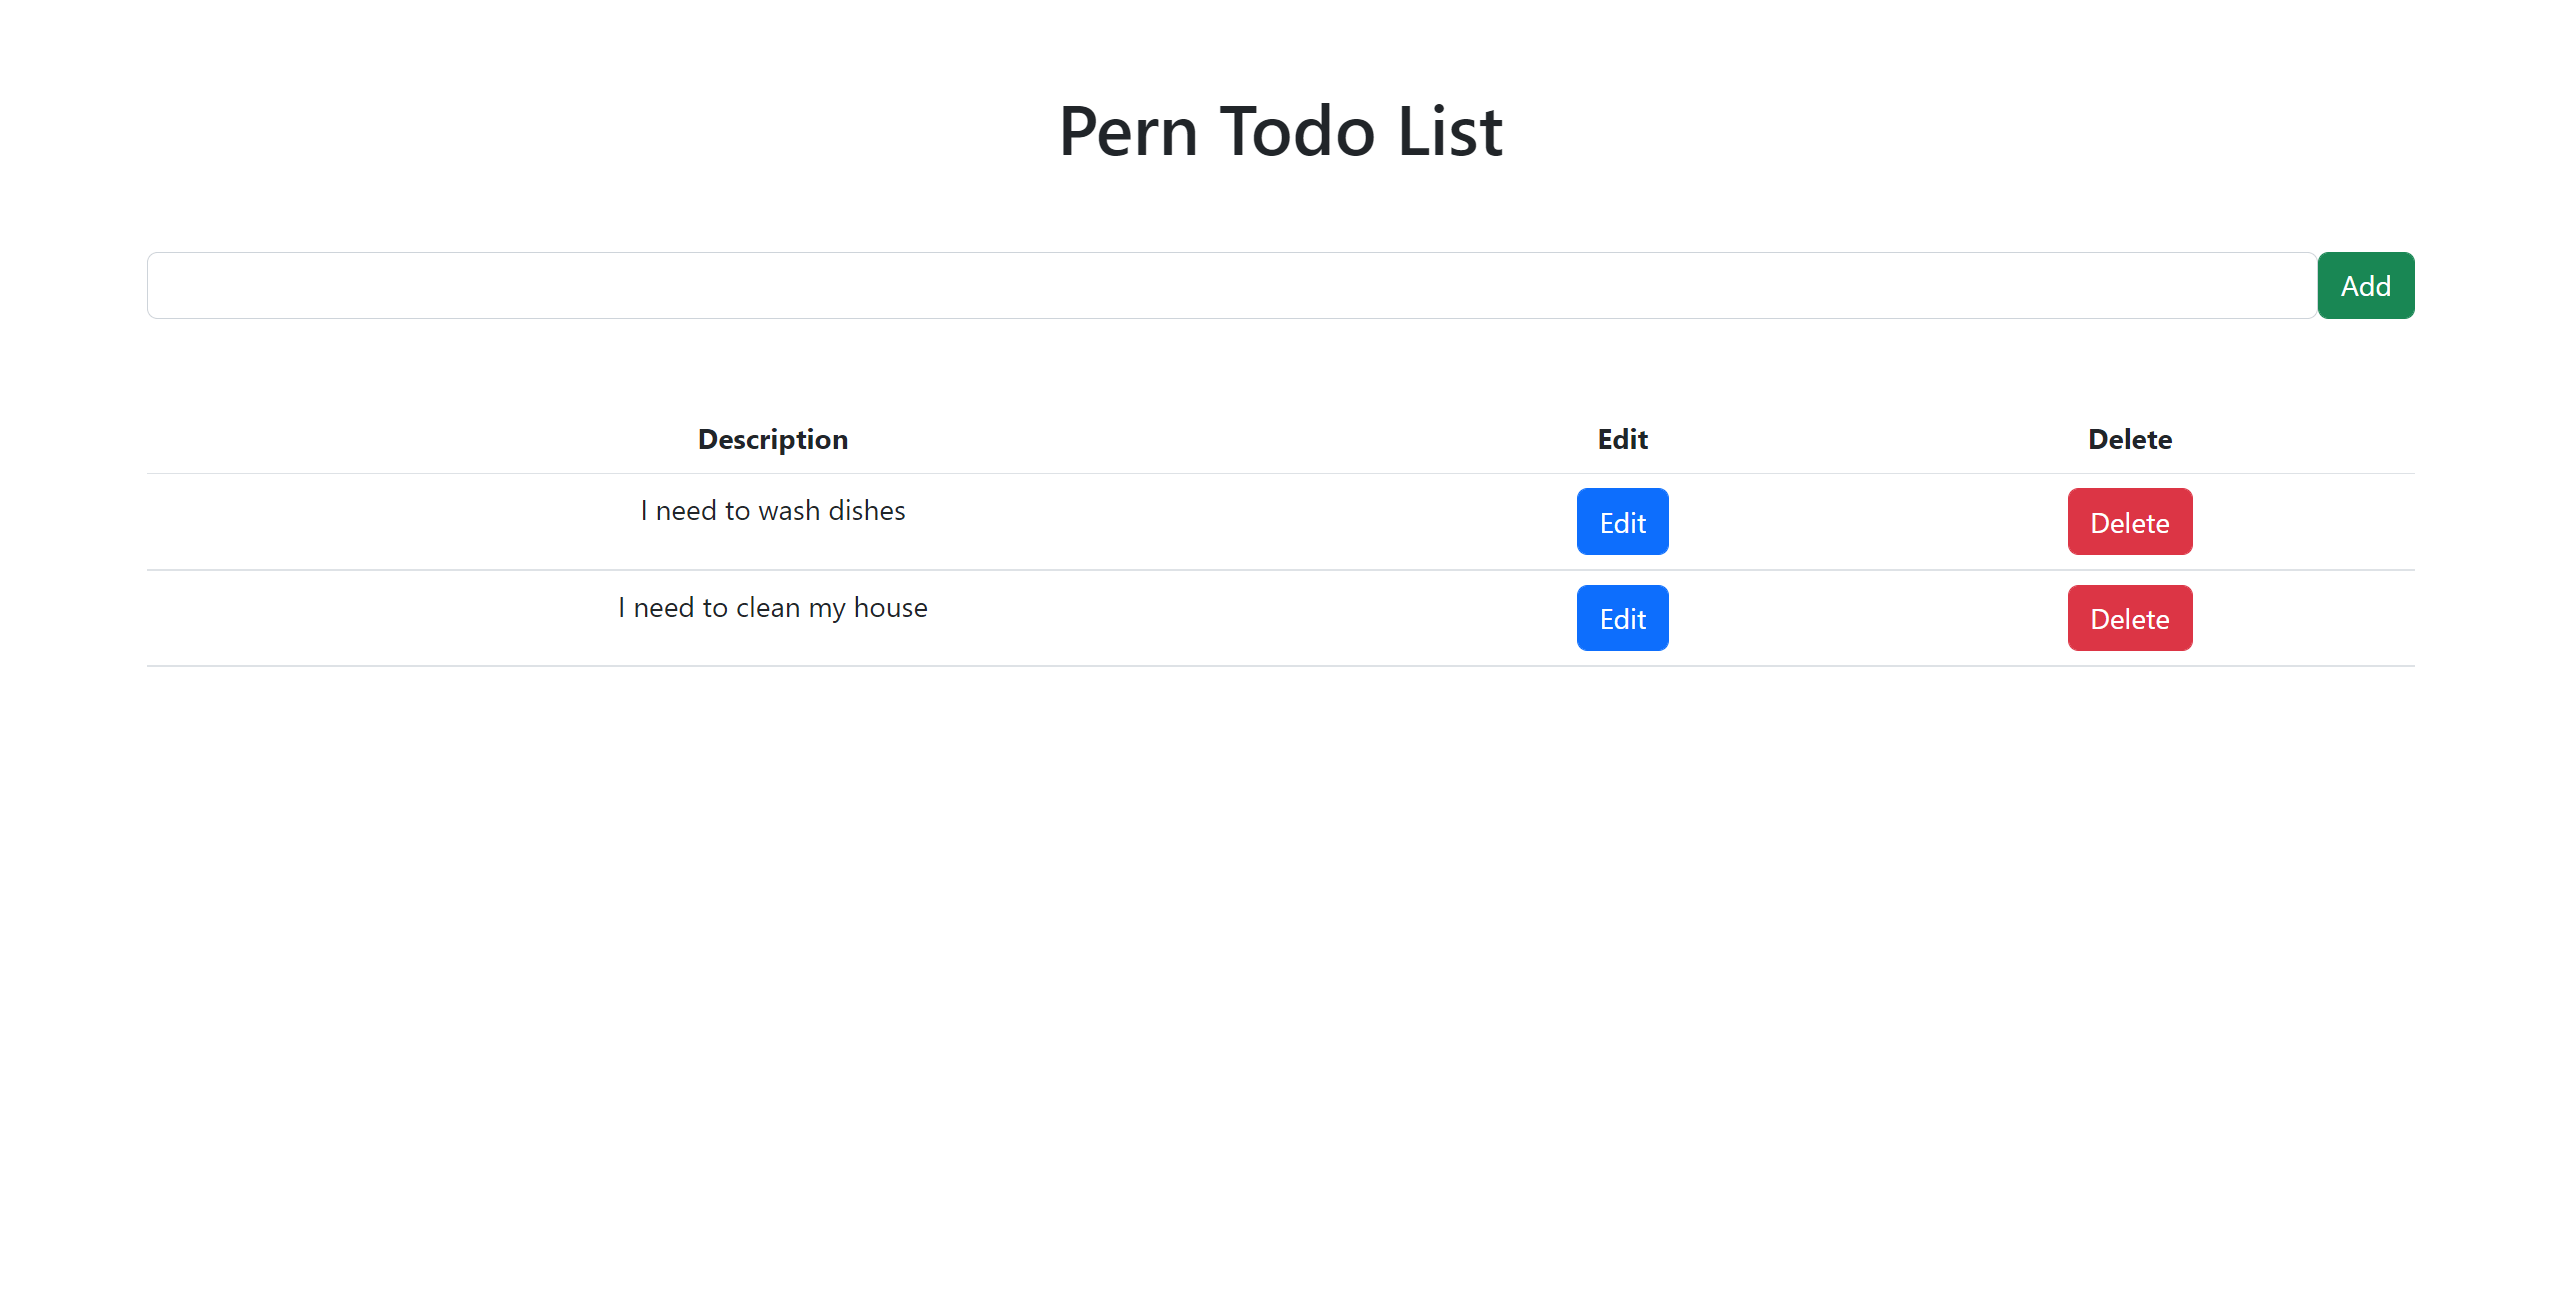 Pern Todo List
Add
Description Edit Delete
I need to wash dishes Edit Delete
I need to clean my house Edit Delete